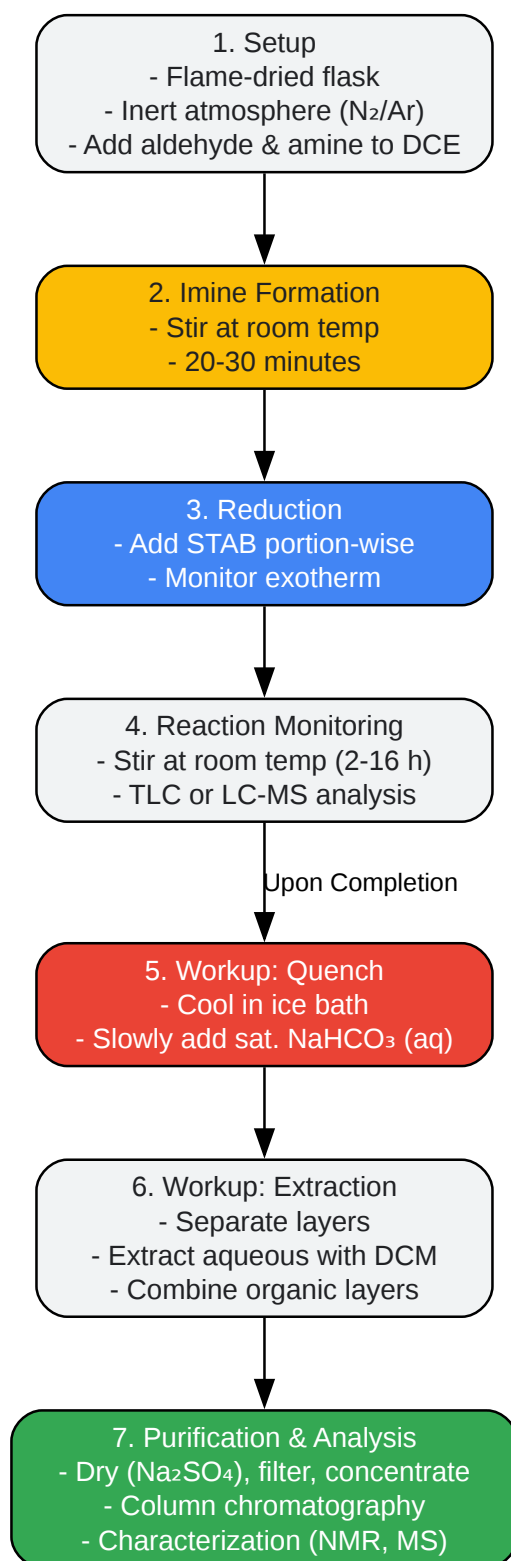 1. Setup
- Flame-dried flask
- Inert atmosphere (N₂/Ar)
- Add aldehyde & amine to DCE
2. Imine Formation
- Stir at room temp
- 20-30 minutes
3. Reduction
- Add STAB portion-wise
- Monitor exotherm
4. Reaction Monitoring
- Stir at room temp (2-16 h)
- TLC or LC-MS analysis
Upon Completion
5. Workup: Quench
- Cool in ice bath
- Slowly add sat. NaHCO₃ (aq)
6. Workup: Extraction
- Separate layers
- Extract aqueous with DCM
- Combine organic layers
7. Purification & Analysis
- Dry (Na₂SO₄), filter, concentrate
- Column chromatography
- Characterization (NMR, MS)